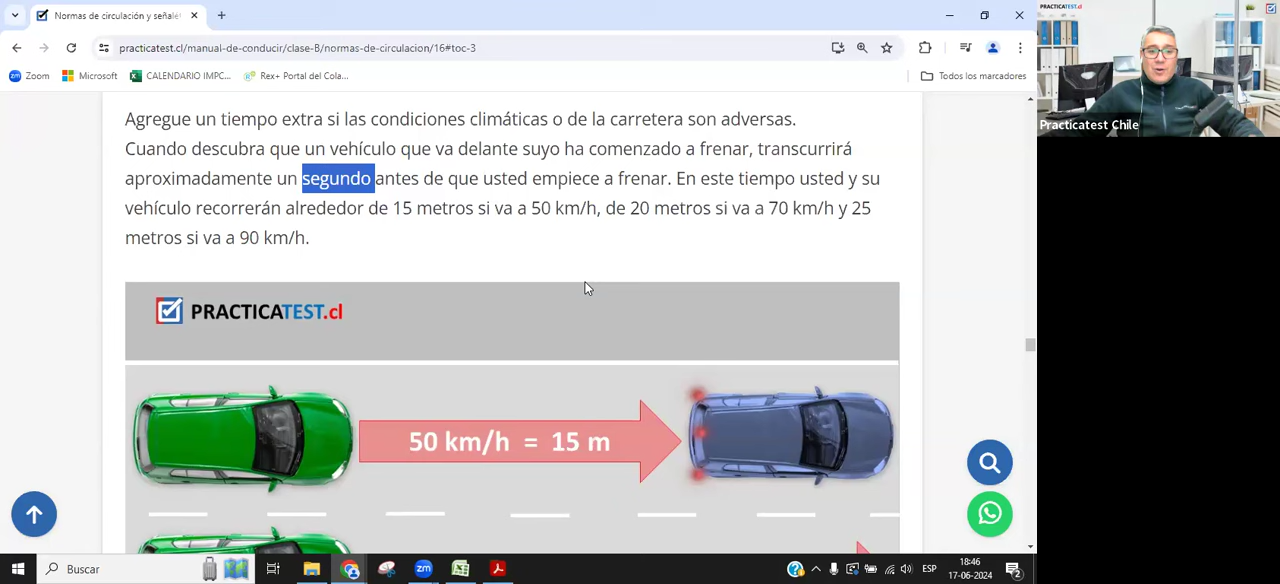 Normas de circulación y señalét
practicatest.cl/manual-de-conducir/clase-B/normas-de-circulacion/16#toc-3
Zoom
Microsoft
CALENDARIO IMPC...
Rex+ Portal del Cola...
Todos los marcadores
PRACTICATEST.cl
Practicatest Chile
Agregue un tiempo extra si las condiciones climáticas o de la carretera son adversas.
Cuando descubra que un vehículo que va delante suyo ha comenzado a frenar, transcurrirá
aproximadamente un segundo antes de que usted empiece a frenar. En este tiempo usted y su
vehículo recorrerán alrededor de 15 metros si va a 50 km/h, de 20 metros si va a 70 km/h y 25
metros si va a 90 km/h.
PRACTICATEST.cl
50 km/h = 15 m
Buscar
ESP
18:46
17-06-2024
2